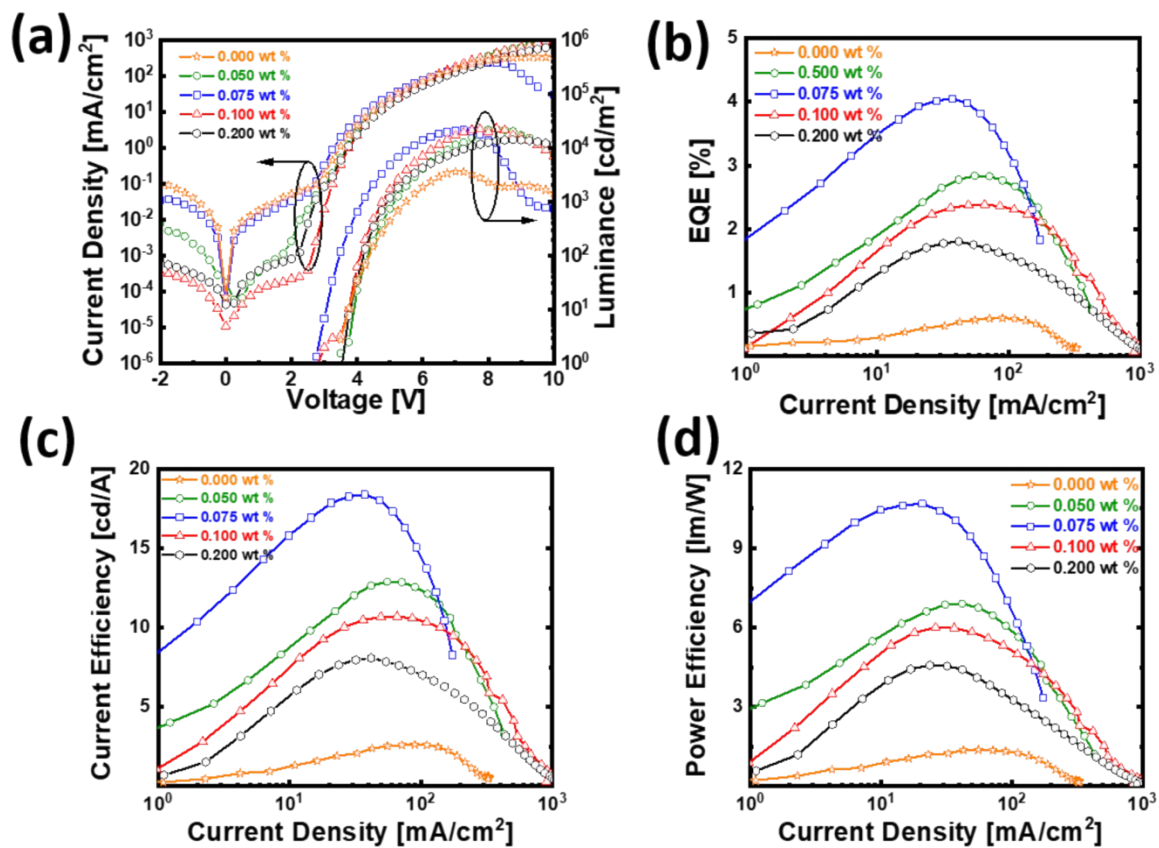 (a)
Current Density [mA/cm²]
10³
10²
10¹
10⁰
10⁻¹
10⁻²
10⁻³
10⁻⁴
10⁻⁵
10⁻⁶
0.000 wt %
0.050 wt %
0.075 wt %
0.100 wt %
0.200 wt %
10⁶
10⁵
10⁴
10³
10²
10¹
10⁰
Luminance [cd/m²]
-2 0 2 4 6 8 10
Voltage [V]
(b)
EQE [%]
5
4
3
2
1
0.000 wt %
0.500 wt %
0.075 wt %
0.100 wt %
0.200 wt %
10⁰ 10¹ 10² 10³
Current Density [mA/cm²]
(c)
Current Efficiency [cd/A]
20
15
10
5
0.000 wt %
0.050 wt %
0.075 wt %
0.100 wt %
0.200 wt %
10⁰ 10¹ 10² 10³
Current Density [mA/cm²]
(d)
Power Efficiency [lm/W]
12
9
6
3
0.000 wt %
0.050 wt %
0.075 wt %
0.100 wt %
0.200 wt %
10⁰ 10¹ 10² 10³
Current Density [mA/cm²]